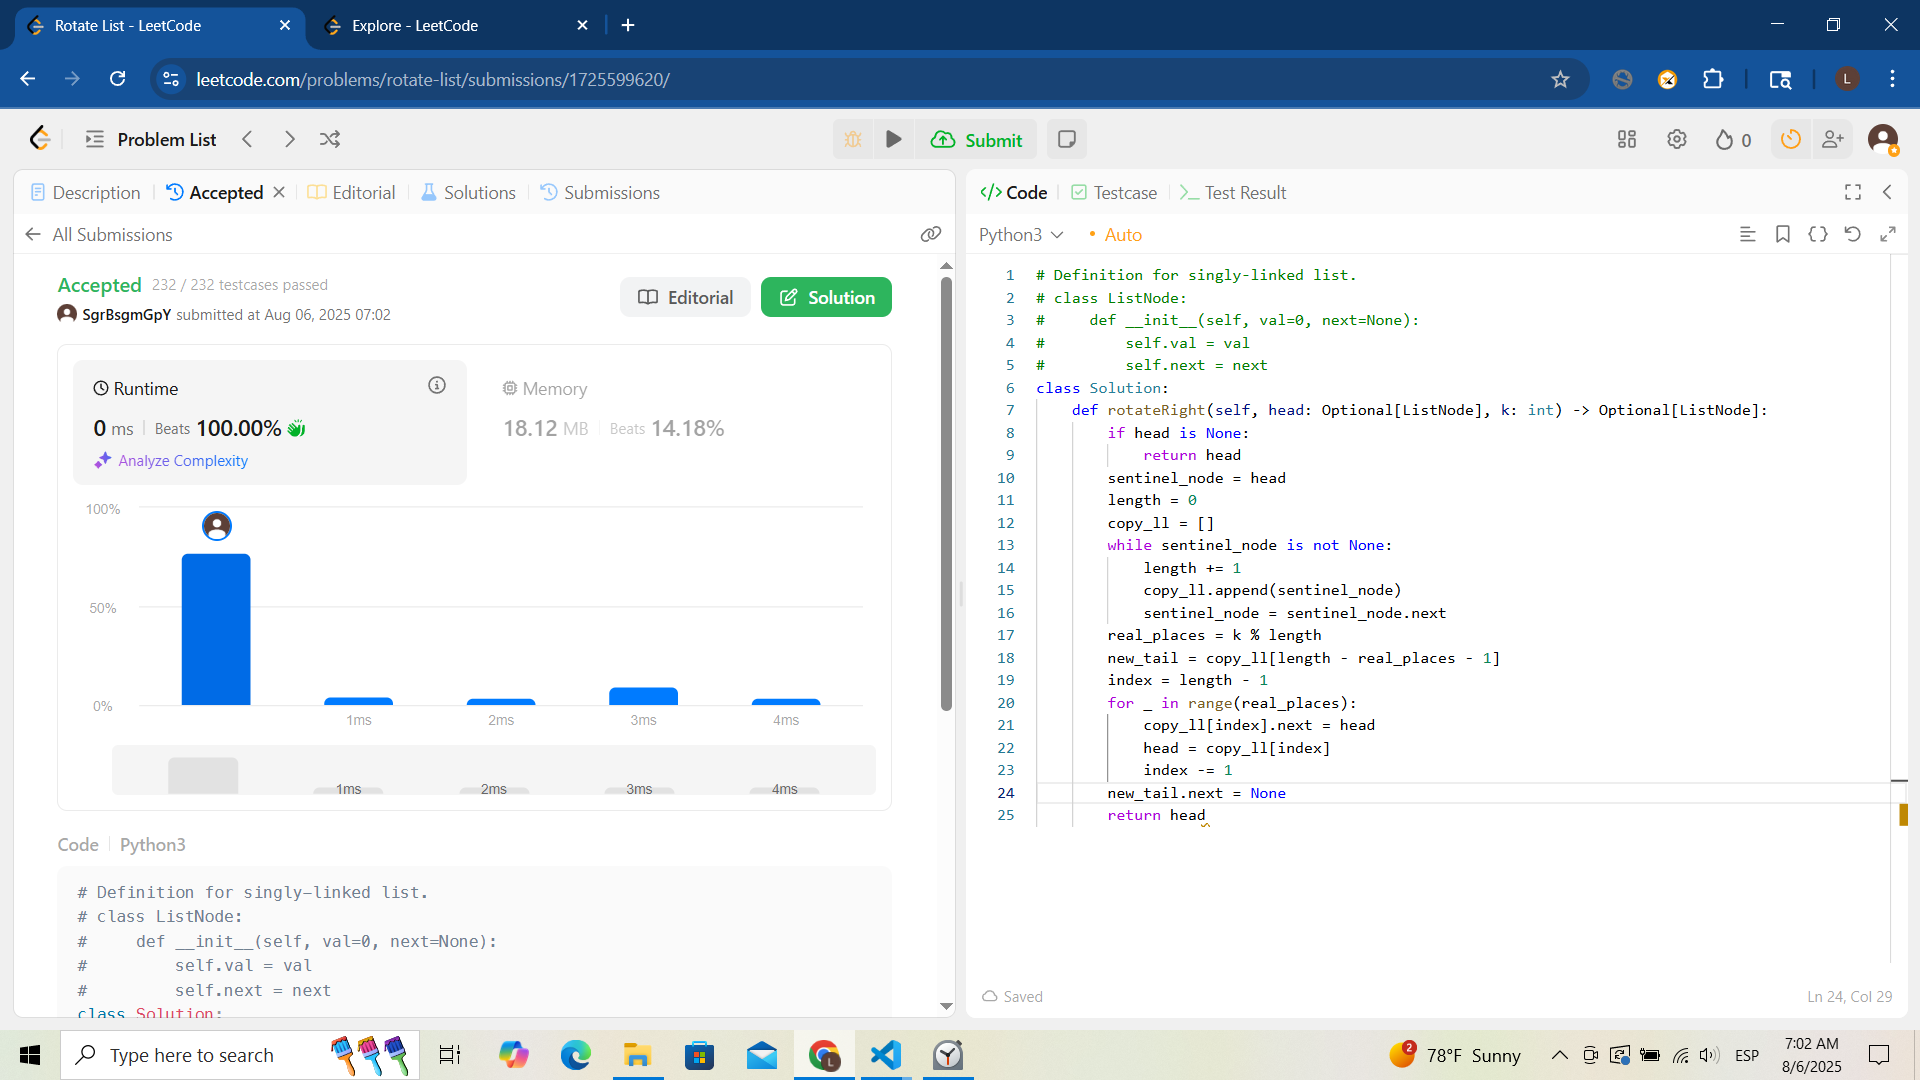 Rotate List - LeetCode
Explore - LeetCode
leetcode.com/problems/rotate-list/submissions/1725599620/
L
Problem List
Submit
0
Description
Accepted
Editorial
Solutions
Submissions
All Submissions
Accepted 232 / 232 testcases passed
SgrBsgmGpY submitted at Aug 06, 2025 07:02
Editorial
Solution
Runtime
0 ms Beats 100.00%
Analyze Complexity
Memory
18.12 MB Beats 14.18%
100%
50%
0%
1ms 2ms 3ms 4ms
1ms 2ms 3ms 4ms
Code Python3
# Definition for singly-linked list.
# class ListNode:
#     def __init__(self, val=0, next=None):
#         self.val = val
#         self.next = next
class Solution:
Code
Testcase
Test Result
Python3
Auto
1 # Definition for singly-linked list.
2 # class ListNode:
3 #     def __init__(self, val=0, next=None):
4 #         self.val = val
5 #         self.next = next
6 class Solution:
7     def rotateRight(self, head: Optional[ListNode], k: int) -> Optional[ListNode]:
8         if head is None:
9             return head
10         sentinel_node = head
11         length = 0
12         copy_ll = []
13         while sentinel_node is not None:
14             length += 1
15             copy_ll.append(sentinel_node)
16             sentinel_node = sentinel_node.next
17         real_places = k % length
18         new_tail = copy_ll[length - real_places - 1]
19         index = length - 1
20         for _ in range(real_places):
21             copy_ll[index].next = head
22             head = copy_ll[index]
23             index -= 1
24         new_tail.next = None
25         return head
Saved
Ln 24, Col 29
Type here to search
L
2
78°F Sunny
ESP
7:02 AM
8/6/2025